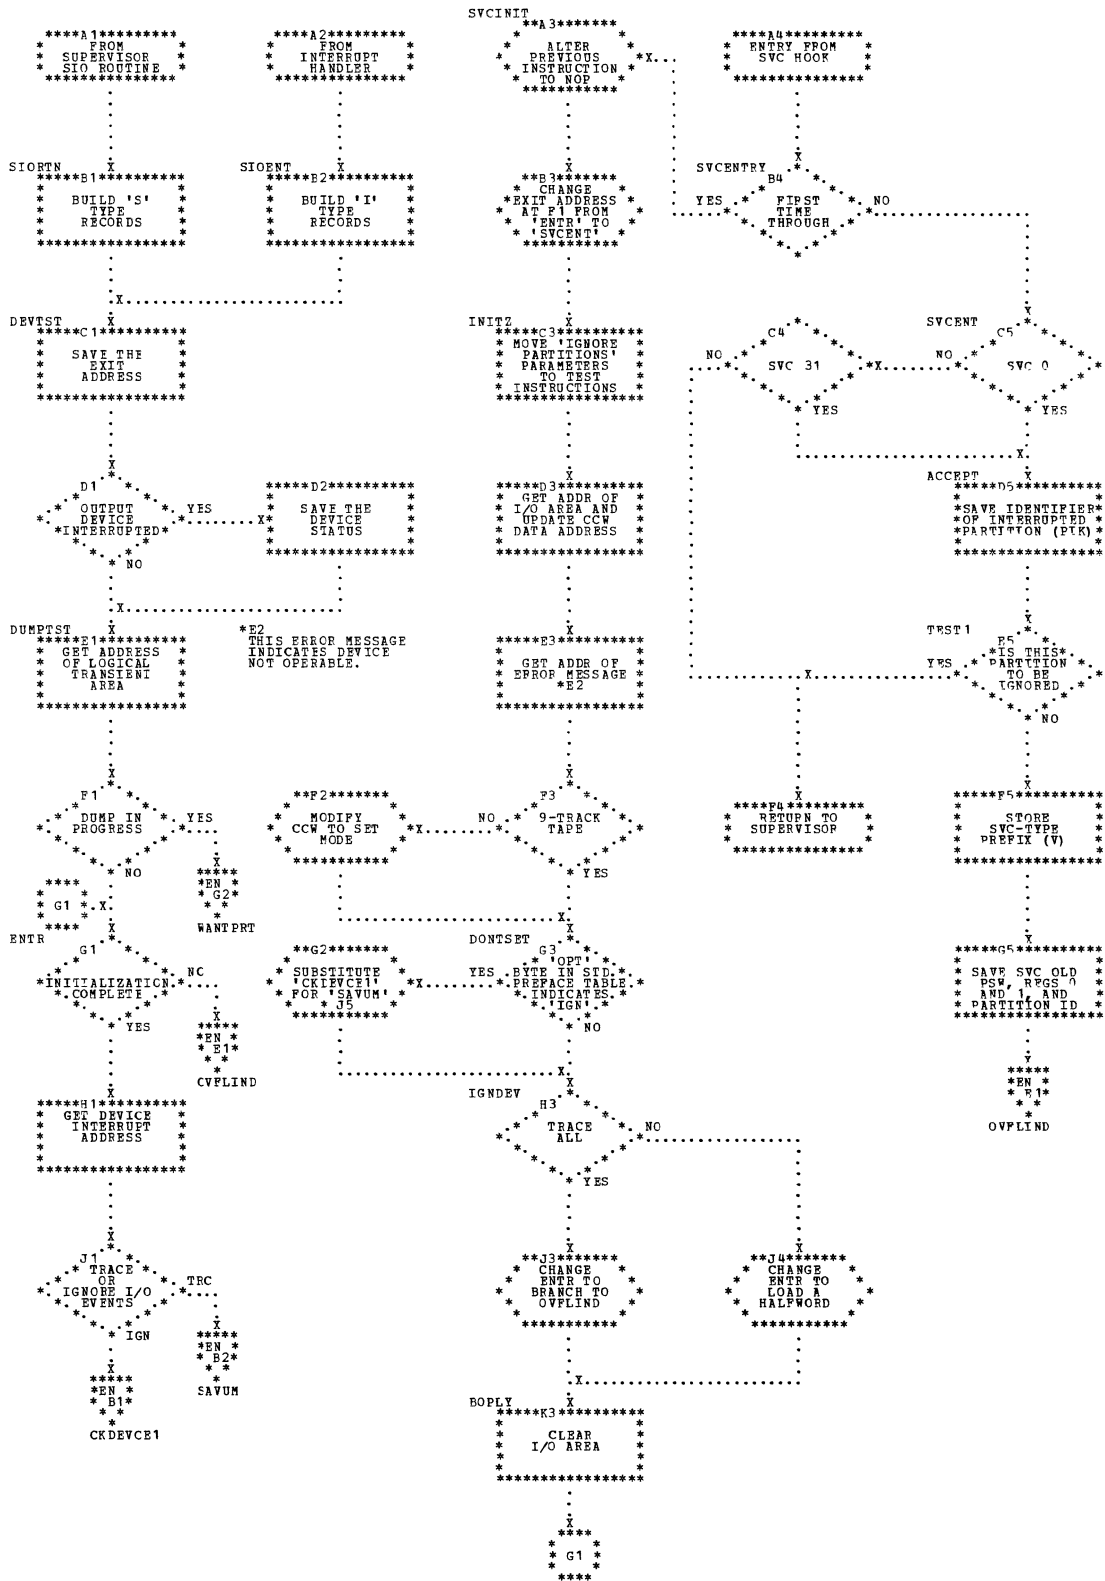 SVCINIT
A1
FROM
SUPERVISOR
SIO ROUTINE
A2
FROM
INTERRUPT
HANDLER
A3
ALTER
PREVIOUS
INSTRUCTION
TO NOP
A4
ENTRY FROM
SVC HOOK
SIORTN
B1
BUILD 'S'
TYPE
RECORDS
SIOENT
B2
BUILD 'I'
TYPE
RECORDS
B3
CHANGE
EXIT ADDRESS
AT F1 FROM
'ENTR' TO
'SVCENT'
SVCENTRY
B4
YES
FIRST
TIME
THROUGH
NO
DEVTST
C1
SAVE THE
EXIT
ADDRESS
INITZ
C3
MOVE 'IGNORE
PARTITIONS'
PARAMETERS
TO TEST
INSTRUCTIONS
C4
NO
SVC 31
YES
SVCENT
C5
NO
SVC 0
YES
D1
OUTPUT
DEVICE
INTERRUPTED
YES
NO
D2
SAVE THE
DEVICE
STATUS
D3
GET ADDR OF
I/O AREA AND
UPDATE CCW
DATA ADDRESS
ACCEPT
D5
SAVE IDENTIFIER
OF INTERRUPTED
PARTITION (PIK)
DUMPTST
E1
GET ADDRESS
OF LOGICAL
TRANSIENT
AREA
*E2
THIS ERROR MESSAGE
INDICATES DEVICE
NOT OPERABLE.
E3
GET ADDR OF
ERROR MESSAGE
*E2
TEST1
E5
YES
IS THIS
PARTITION
TO BE
IGNORED
NO
F1
DUMP IN
PROGRESS
YES
NO
F2
MODIFY
CCW TO SET
MODE
NO
F3
9-TRACK
TAPE
YES
F4
RETURN TO
SUPERVISOR
F5
STORE
SVC-TYPE
PREFIX (V)
G1
EN
G2
WANTPRT
ENTR
G1
INITIALIZATION
COMPLETE
NO
YES
G2
SUBSTITUTE
'CKDEVCE1'
FOR 'SAVUM'
J5
DONTSET
G3
YES
'OPT'
BYTE IN STD.
PREFACE TABLE
INDICATES
'IGN'
NO
G5
SAVE SVC OLD
PSW, REGS 0
AND 1, AND
PARTITION ID
EN
E1
CVFLIND
EN
E1
OVFLIND
H1
GET DEVICE
INTERRUPT
ADDRESS
IGNDEV
H3
TRACE
ALL
NO
YES
J1
TRACE
OR
IGNORE I/O
EVENTS
TRC
IGN
J3
CHANGE
ENTR TO
BRANCH TO
OVFLIND
J4
CHANGE
ENTR TO
LOAD A
HALFWORD
EN
B2
SAVUM
EN
B1
CKDEVCE1
BOPLY
K3
CLEAR
I/O AREA
G1